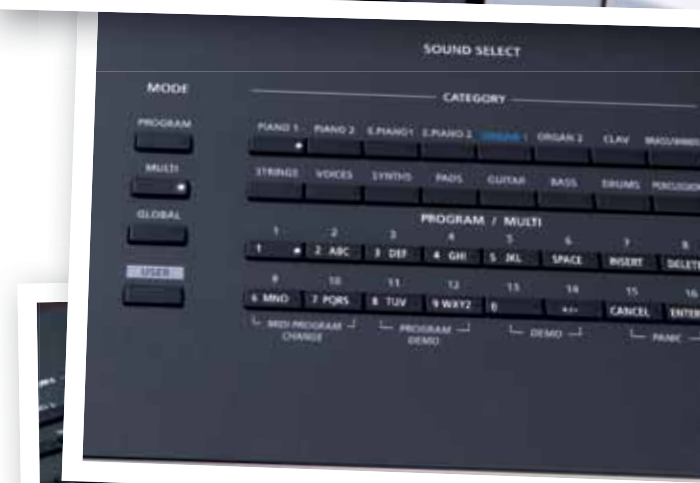 SOUND SELECT
MODE
CATEGORY
PROGRAM
PIANO 1 PIANO 2 E.PIANO1 E.PIANO 2 ORGAN 1 ORGAN 2 CLAV
MULTI
STRINGS VOICES SYNTHS PADS GUITAR BASS DRUMS
PROGRAM / MULTI
GLOBAL
1 2 3 4 5 6 7 8
1 2 ABC 3 DEF 4 GHI 5 JKL SPACE INSERT DELETE
USER
9 10 11 12 13 14 15 16
6 MNO 7 PQRS 8 TUV 9 WXYZ 0 +/- CANCEL ENTER
MIDI PROGRAM CHANGE
PROGRAM DEMO
DEMO
PANIC